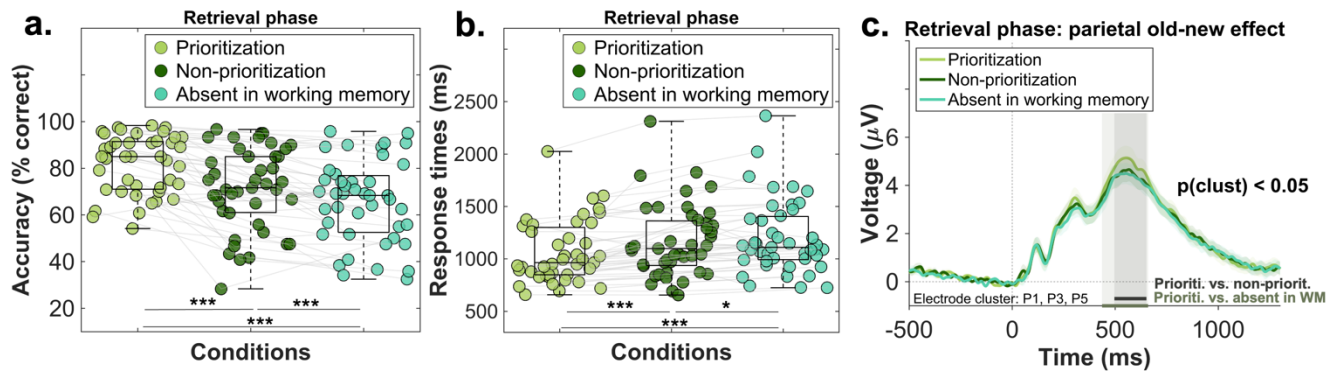 a.
Retrieval phase
Prioritization
Non-prioritization
Absent in working memory
Accuracy (% correct)
100
80
60
40
20
***
***
***
Conditions
b.
Retrieval phase
Prioritization
Non-prioritization
Absent in working memory
Response times (ms)
2500
2000
1500
1000
500
***
*
***
Conditions
c.
Retrieval phase: parietal old-new effect
Prioritization
Non-prioritization
Absent in working memory
Voltage (μV)
6
4
2
0
p(clust) < 0.05
Prioriti. vs. non-priorit.
Electrode cluster: P1, P3, P5
Prioriti. vs. absent in WM
-500
0
500
1000
Time (ms)